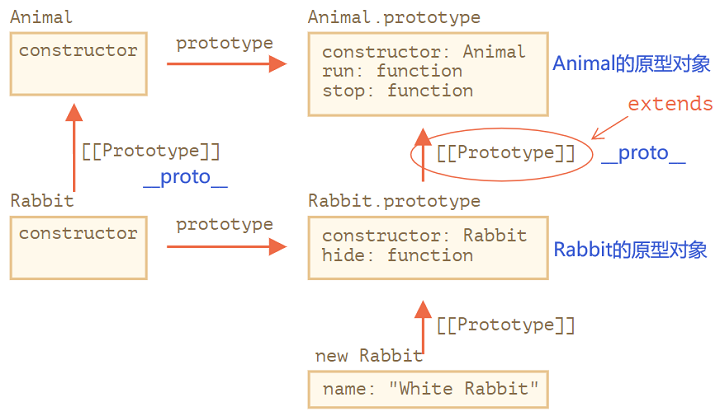 Animal
constructor
prototype
Animal.prototype
constructor: Animal
run: function
stop: function
Animal的原型对象
extends
[[Prototype]]
__proto__
[[Prototype]]
__proto__
Rabbit
constructor
prototype
Rabbit.prototype
constructor: Rabbit
hide: function
Rabbit的原型对象
[[Prototype]]
new Rabbit
name: "White Rabbit"